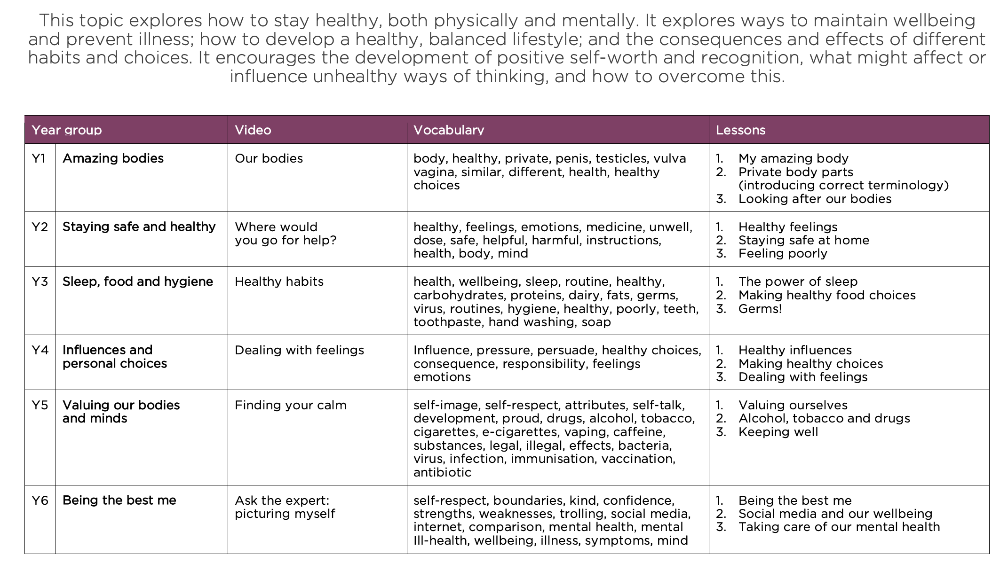 This topic explores how to stay healthy, both physically and mentally. It explores ways to maintain wellbeing
and prevent illness; how to develop a healthy, balanced lifestyle; and the consequences and effects of different
habits and choices. It encourages the development of positive self-worth and recognition, what might affect or
influence unhealthy ways of thinking, and how to overcome this.
Year group
Video
Vocabulary
Lessons
Y1
Amazing bodies
Our bodies
body, healthy, private, penis, testicles, vulva
vagina, similar, different, health, healthy
choices
1. My amazing body
2. Private body parts
(introducing correct terminology)
3. Looking after our bodies
Y2
Staying safe and healthy
Where would
you go for help?
healthy, feelings, emotions, medicine, unwell,
dose, safe, helpful, harmful, instructions,
health, body, mind
1. Healthy feelings
2. Staying safe at home
3. Feeling poorly
Y3
Sleep, food and hygiene
Healthy habits
health, wellbeing, sleep, routine, healthy,
carbohydrates, proteins, dairy, fats, germs,
virus, routines, hygiene, healthy, poorly, teeth,
toothpaste, hand washing, soap
1. The power of sleep
2. Making healthy food choices
3. Germs!
Y4
Influences and
personal choices
Dealing with feelings
Influence, pressure, persuade, healthy choices,
consequence, responsibility, feelings
emotions
1. Healthy influences
2. Making healthy choices
3. Dealing with feelings
Y5
Valuing our bodies
and minds
Finding your calm
self-image, self-respect, attributes, self-talk,
development, proud, drugs, alcohol, tobacco,
cigarettes, e-cigarettes, vaping, caffeine,
substances, legal, illegal, effects, bacteria,
virus, infection, immunisation, vaccination,
antibiotic
1. Valuing ourselves
2. Alcohol, tobacco and drugs
3. Keeping well
Y6
Being the best me
Ask the expert:
picturing myself
self-respect, boundaries, kind, confidence,
strengths, weaknesses, trolling, social media,
internet, comparison, mental health, mental
Ill-health, wellbeing, illness, symptoms, mind
1. Being the best me
2. Social media and our wellbeing
3. Taking care of our mental health